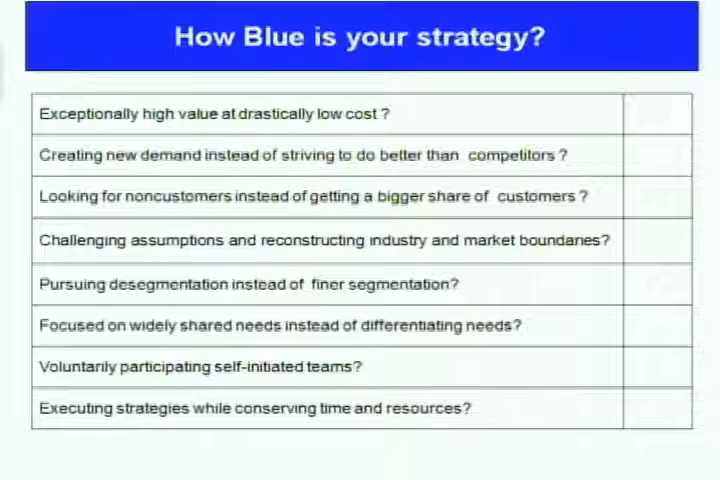 How Blue is your strategy?
Exceptionally high value at drastically low cost ?
Creating new demand instead of striving to do better than competitors ?
Looking for noncustomers instead of getting a bigger share of customers ?
Challenging assumptions and reconstructing industry and market boundaries?
Pursuing desegmentation instead of finer segmentation?
Focused on widely shared needs instead of differentiating needs?
Voluntarily participating self-initiated teams?
Executing strategies while conserving time and resources?